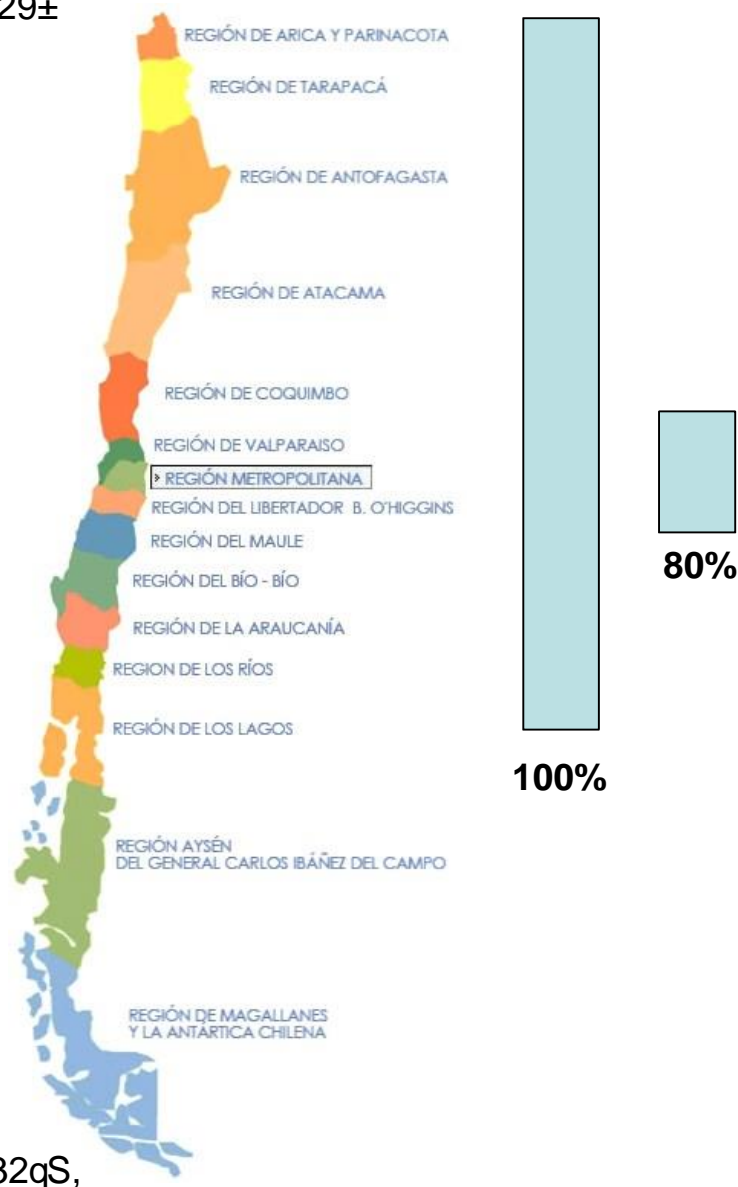 29±
REGIÓN DE ARICA Y PARINACOTA
REGIÓN DE TARAPACÁ
REGIÓN DE ANTOFAGASTA
REGIÓN DE ATACAMA
REGIÓN DE COQUIMBO
REGIÓN DE VALPARAISO
REGIÓN METROPOLITANA
REGIÓN DEL LIBERTADOR B. O'HIGGINS
REGIÓN DEL MAULE
80%
REGIÓN DEL BÍO - BÍO
REGIÓN DE LA ARAUCANÍA
REGION DE LOS RÍOS
REGIÓN DE LOS LAGOS
100%
REGIÓN AYSÉN
DEL GENERAL CARLOS IBÁÑEZ DEL CAMPO
REGIÓN DE MAGALLANES
Y LA ANTÁRTICA CHILENA
32qS,